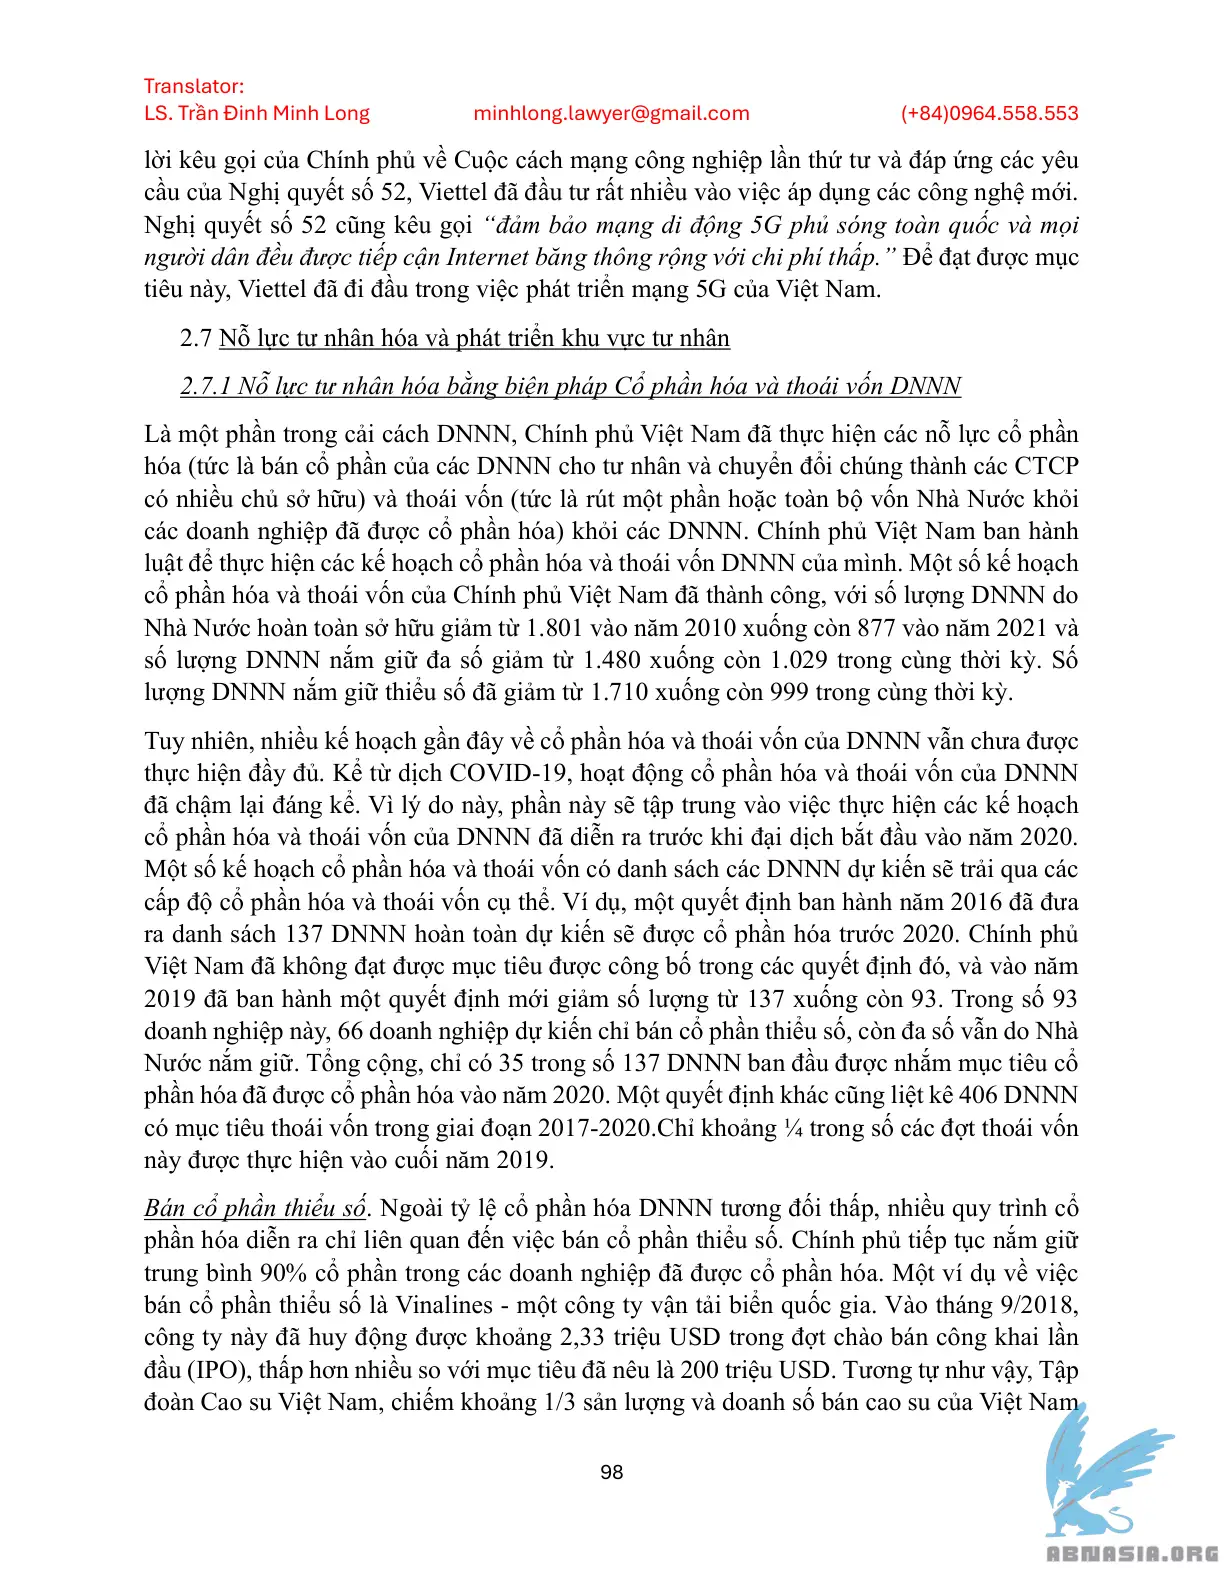 Translator:
LS. Trần Đinh Minh Long minhlong.lawyer@gmail.com (+84)0964.558.553
lời kêu gọi của Chính phủ về Cuộc cách mạng công nghiệp lần thứ tư và đáp ứng các yêu
cầu của Nghị quyết số 52, Viettel đã đầu tư rất nhiều vào việc áp dụng các công nghệ mới.
Nghị quyết số 52 cũng kêu gọi “đảm bảo mạng di động 5G phủ sóng toàn quốc và mọi
người dân đều được tiếp cận Internet băng thông rộng với chi phí thấp.” Để đạt được mục
tiêu này, Viettel đã đi đầu trong việc phát triển mạng 5G của Việt Nam.
2.7 Nỗ lực tư nhân hóa và phát triển khu vực tư nhân
2.7.1 Nỗ lực tư nhân hóa bằng biện pháp Cổ phần hóa và thoái vốn DNNN
Là một phần trong cải cách DNNN, Chính phủ Việt Nam đã thực hiện các nỗ lực cổ phần
hóa (tức là bán cổ phần của các DNNN cho tư nhân và chuyển đổi chúng thành các CTCP
có nhiều chủ sở hữu) và thoái vốn (tức là rút một phần hoặc toàn bộ vốn Nhà Nước khỏi
các doanh nghiệp đã được cổ phần hóa) khỏi các DNNN. Chính phủ Việt Nam ban hành
luật để thực hiện các kế hoạch cổ phần hóa và thoái vốn DNNN của mình. Một số kế hoạch
cổ phần hóa và thoái vốn của Chính phủ Việt Nam đã thành công, với số lượng DNNN do
Nhà Nước hoàn toàn sở hữu giảm từ 1.801 vào năm 2010 xuống còn 877 vào năm 2021 và
số lượng DNNN nắm giữ đa số giảm từ 1.480 xuống còn 1.029 trong cùng thời kỳ. Số
lượng DNNN nắm giữ thiểu số đã giảm từ 1.710 xuống còn 999 trong cùng thời kỳ.
Tuy nhiên, nhiều kế hoạch gần đây về cổ phần hóa và thoái vốn của DNNN vẫn chưa được
thực hiện đầy đủ. Kể từ dịch COVID-19, hoạt động cổ phần hóa và thoái vốn của DNNN
đã chậm lại đáng kể. Vì lý do này, phần này sẽ tập trung vào việc thực hiện các kế hoạch
cổ phần hóa và thoái vốn của DNNN đã diễn ra trước khi đại dịch bắt đầu vào năm 2020.
Một số kế hoạch cổ phần hóa và thoái vốn có danh sách các DNNN dự kiến sẽ trải qua các
cấp độ cổ phần hóa và thoái vốn cụ thể. Ví dụ, một quyết định ban hành năm 2016 đã đưa
ra danh sách 137 DNNN hoàn toàn dự kiến sẽ được cổ phần hóa trước 2020. Chính phủ
Việt Nam đã không đạt được mục tiêu được công bố trong các quyết định đó, và vào năm
2019 đã ban hành một quyết định mới giảm số lượng từ 137 xuống còn 93. Trong số 93
doanh nghiệp này, 66 doanh nghiệp dự kiến chỉ bán cổ phần thiểu số, còn đa số vẫn do Nhà
Nước nắm giữ. Tổng cộng, chỉ có 35 trong số 137 DNNN ban đầu được nhắm mục tiêu cổ
phần hóa đã được cổ phần hóa vào năm 2020. Một quyết định khác cũng liệt kê 406 DNNN
có mục tiêu thoái vốn trong giai đoạn 2017-2020.Chỉ khoảng ¼ trong số các đợt thoái vốn
này được thực hiện vào cuối năm 2019.
Bán cổ phần thiểu số. Ngoài tỷ lệ cổ phần hóa DNNN tương đối thấp, nhiều quy trình cổ
phần hóa diễn ra chỉ liên quan đến việc bán cổ phần thiểu số. Chính phủ tiếp tục nắm giữ
trung bình 90% cổ phần trong các doanh nghiệp đã được cổ phần hóa. Một ví dụ về việc
bán cổ phần thiểu số là Vinalines - một công ty vận tải biển quốc gia. Vào tháng 9/2018,
công ty này đã huy động được khoảng 2,33 triệu USD trong đợt chào bán công khai lần
đầu (IPO), thấp hơn nhiều so với mục tiêu đã nêu là 200 triệu USD. Tương tự như vậy, Tập
đoàn Cao su Việt Nam, chiếm khoảng 1/3 sản lượng và doanh số bán cao su của Việt Nam
98
ABNASIA.ORG